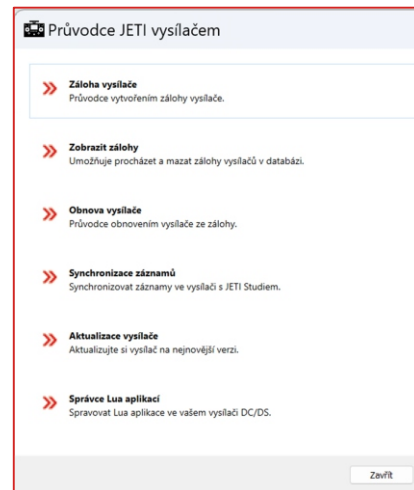 Průvodce JETI vysílačem
Záloha vysílače
Průvodce vytvořením zálohy vysílače.
Zobrazit zálohy
Umožňuje procházet a mazat zálohy vysílačů v databázi.
Obnova vysílače
Průvodce obnovením vysílače ze zálohy.
Synchronizace záznamů
Synchronizovat záznamy ve vysílači s JETI Studiem.
Aktualizace vysílače
Aktualizujte si vysílač na nejnovější verzi.
Správce Lua aplikací
Spravovat Lua aplikace ve vašem vysílači DC/DS.
Zavřít